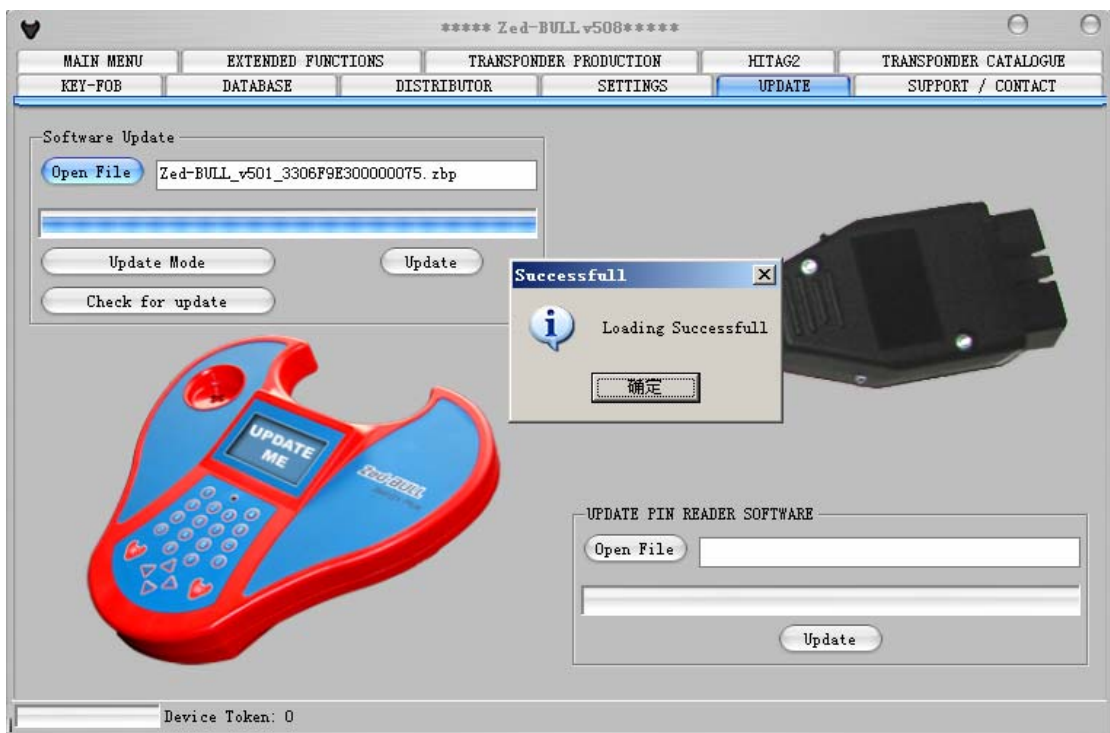 ***** Zed-BULL v508*****
MAIN MENU EXTENDED FUNCTIONS TRANSPONDER PRODUCTION HITAG2 TRANSPONDER CATALOGUE
KEY-FOB DATABASE DISTRIBUTOR SETTINGS UPDATE SUPPORT / CONTACT
Software Update
Open File Zed-BULL_v501_3306F9E300000075.zbp
Update Mode Update
Check for update
Successfull
Loading Successfull
确定
UPDATE
ME
Zed-BULL
UPDATE PIN READER SOFTWARE
Open File
Update
Device Token: 0